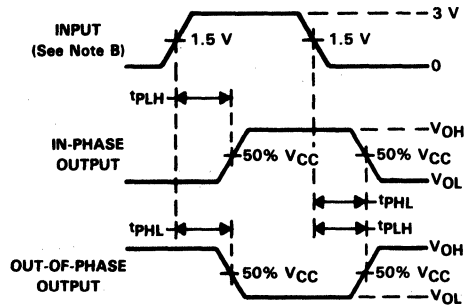 INPUT
(See Note B)
1.5 V
1.5 V
3 V
0
tPLH
IN-PHASE
OUTPUT
50% VCC
VOH
50% VCC
VOL
tPHL
tPHL
tPLH
OUT-OF-PHASE
OUTPUT
50% VCC
VOH
50% VCC
VOL